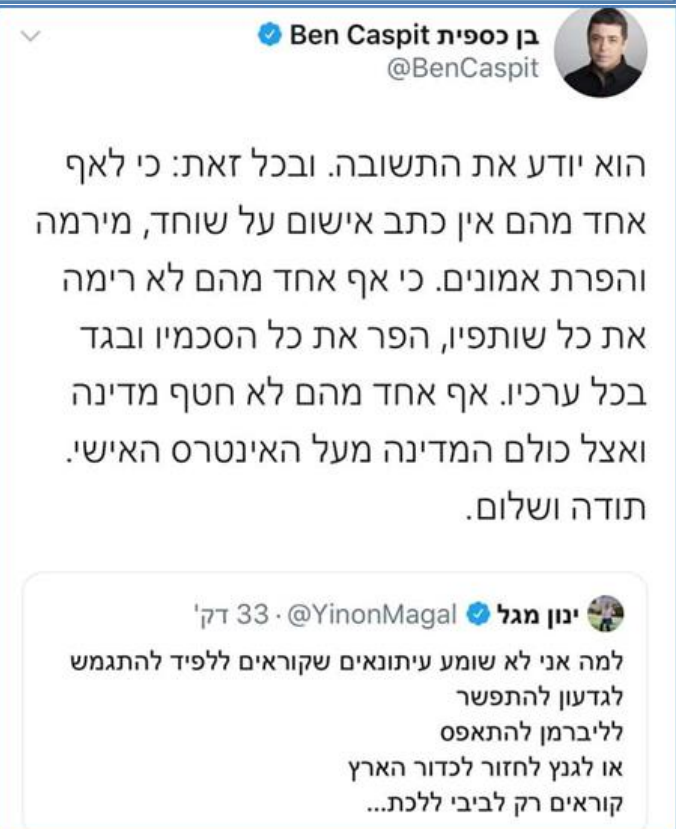 בן כספית Ben Caspit
@BenCaspit
הוא יודע את התשובה. ובכל זאת: כי לאף
אחד מהם אין כתב אישום על שוחד, מירמה
והפרת אמונים. כי אף אחד מהם לא רימה
את כל שותפיו, הפר את כל הסכמיו ובגד
בכל ערכיו. אף אחד מהם לא חטף מדינה
ואצל כולם המדינה מעל האינטרס האישי.
תודה ושלום.
ינון מגל @YinonMagal · 33 דק'
למה אני לא שומע עיתונאים שקוראים ללפיד להתגמש
לגדעון להתפשר
לליברמן להתאפס
או לגנץ לחזור לכדור הארץ
קוראים רק לביבי ללכת...